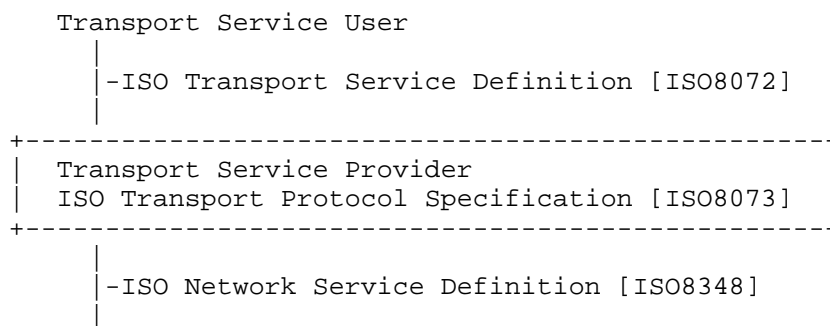 Transport Service User
|
|-ISO Transport Service Definition [ISO8072]
|
+---------------------------------------------------
| Transport Service Provider
| ISO Transport Protocol Specification [ISO8073]
+---------------------------------------------------
|
|-ISO Network Service Definition [ISO8348]
|